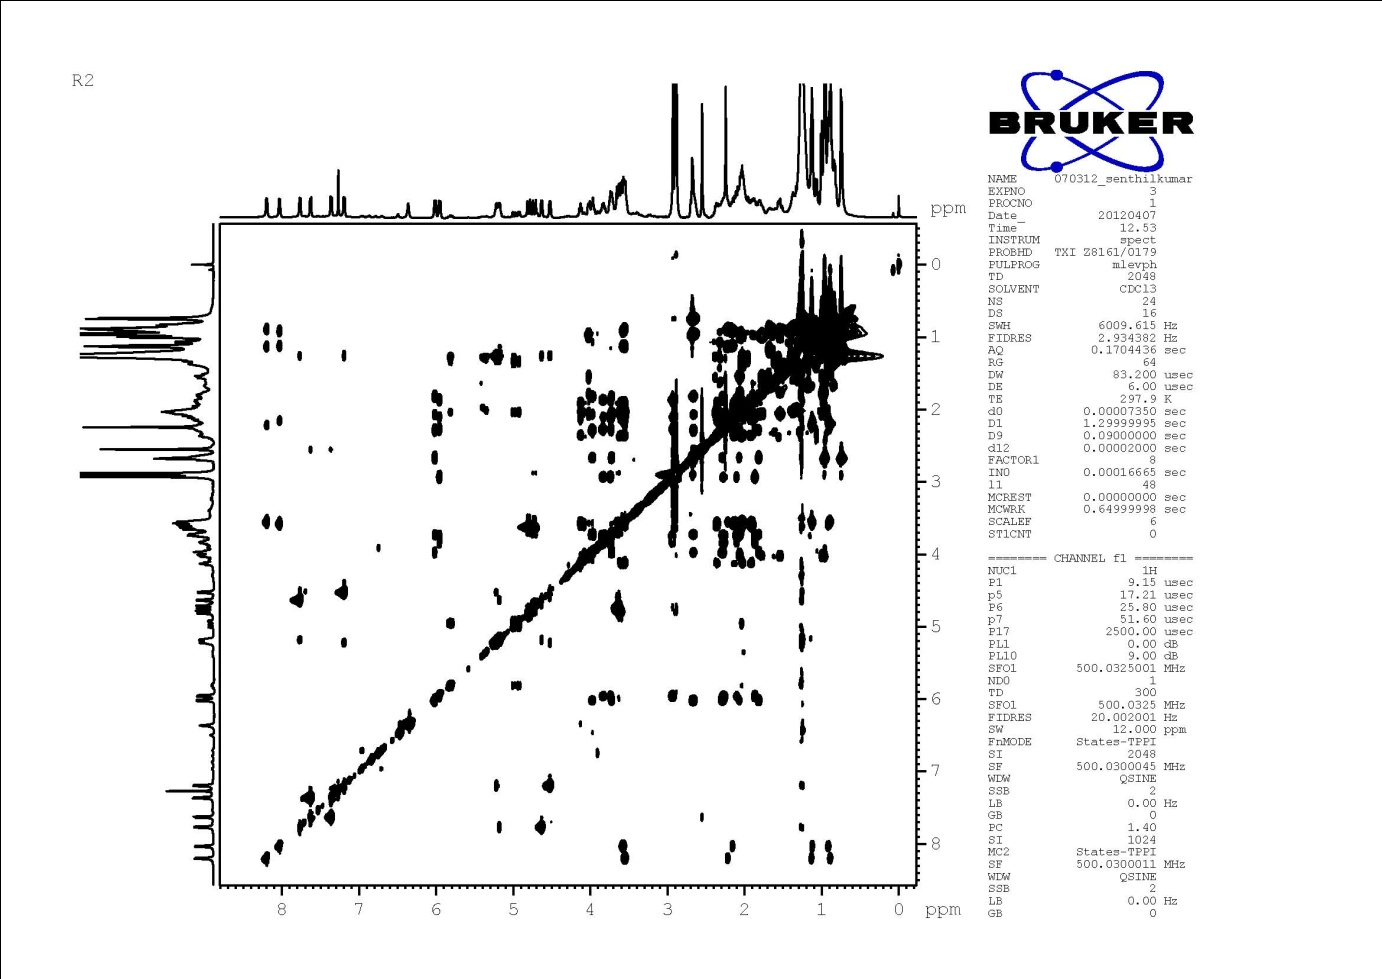 R2
BRUKER
NAME 070312_senthilkumar
EXPNO 3
PROCNO 1
Date_ 20120407
Time 12.53
INSTRUM spect
PROBHD TXI Z8161/0179
PULPROG mlevph
TD 2048
SOLVENT CDCl3
NS 24
DS 16
SWH 6009.615 Hz
FIDRES 2.934382 Hz
AQ 0.1704436 sec
RG 64
DW 83.200 usec
DE 6.00 usec
TE 297.9 K
d0 0.00007350 sec
D1 1.29999995 sec
D9 0.09000000 sec
d12 0.00002000 sec
FACTOR1 8
IN0 0.00016665 sec
l1 48
MCREST 0.00000000 sec
MCWRK 0.64999998 sec
SCALEF 6
ST1CNT 0
======== CHANNEL f1 ========
NUC1 1H
P1 9.15 usec
p5 17.21 usec
P6 25.80 usec
p7 51.60 usec
P17 2500.00 usec
PL1 0.00 dB
PL10 9.00 dB
SFO1 500.0325001 MHz
ND0 1
TD 300
SFO1 500.0325 MHz
FIDRES 20.002001 Hz
SW 12.000 ppm
FnMODE States-TPPI
SI 2048
SF 500.0300045 MHz
WDW QSINE
SSB 2
LB 0.00 Hz
GB 0
PC 1.40
SI 1024
MC2 States-TPPI
SF 500.0300011 MHz
WDW QSINE
SSB 2
LB 0.00 Hz
GB 0
ppm
0
1
2
3
4
5
6
7
8
8 7 6 5 4 3 2 1 0 ppm